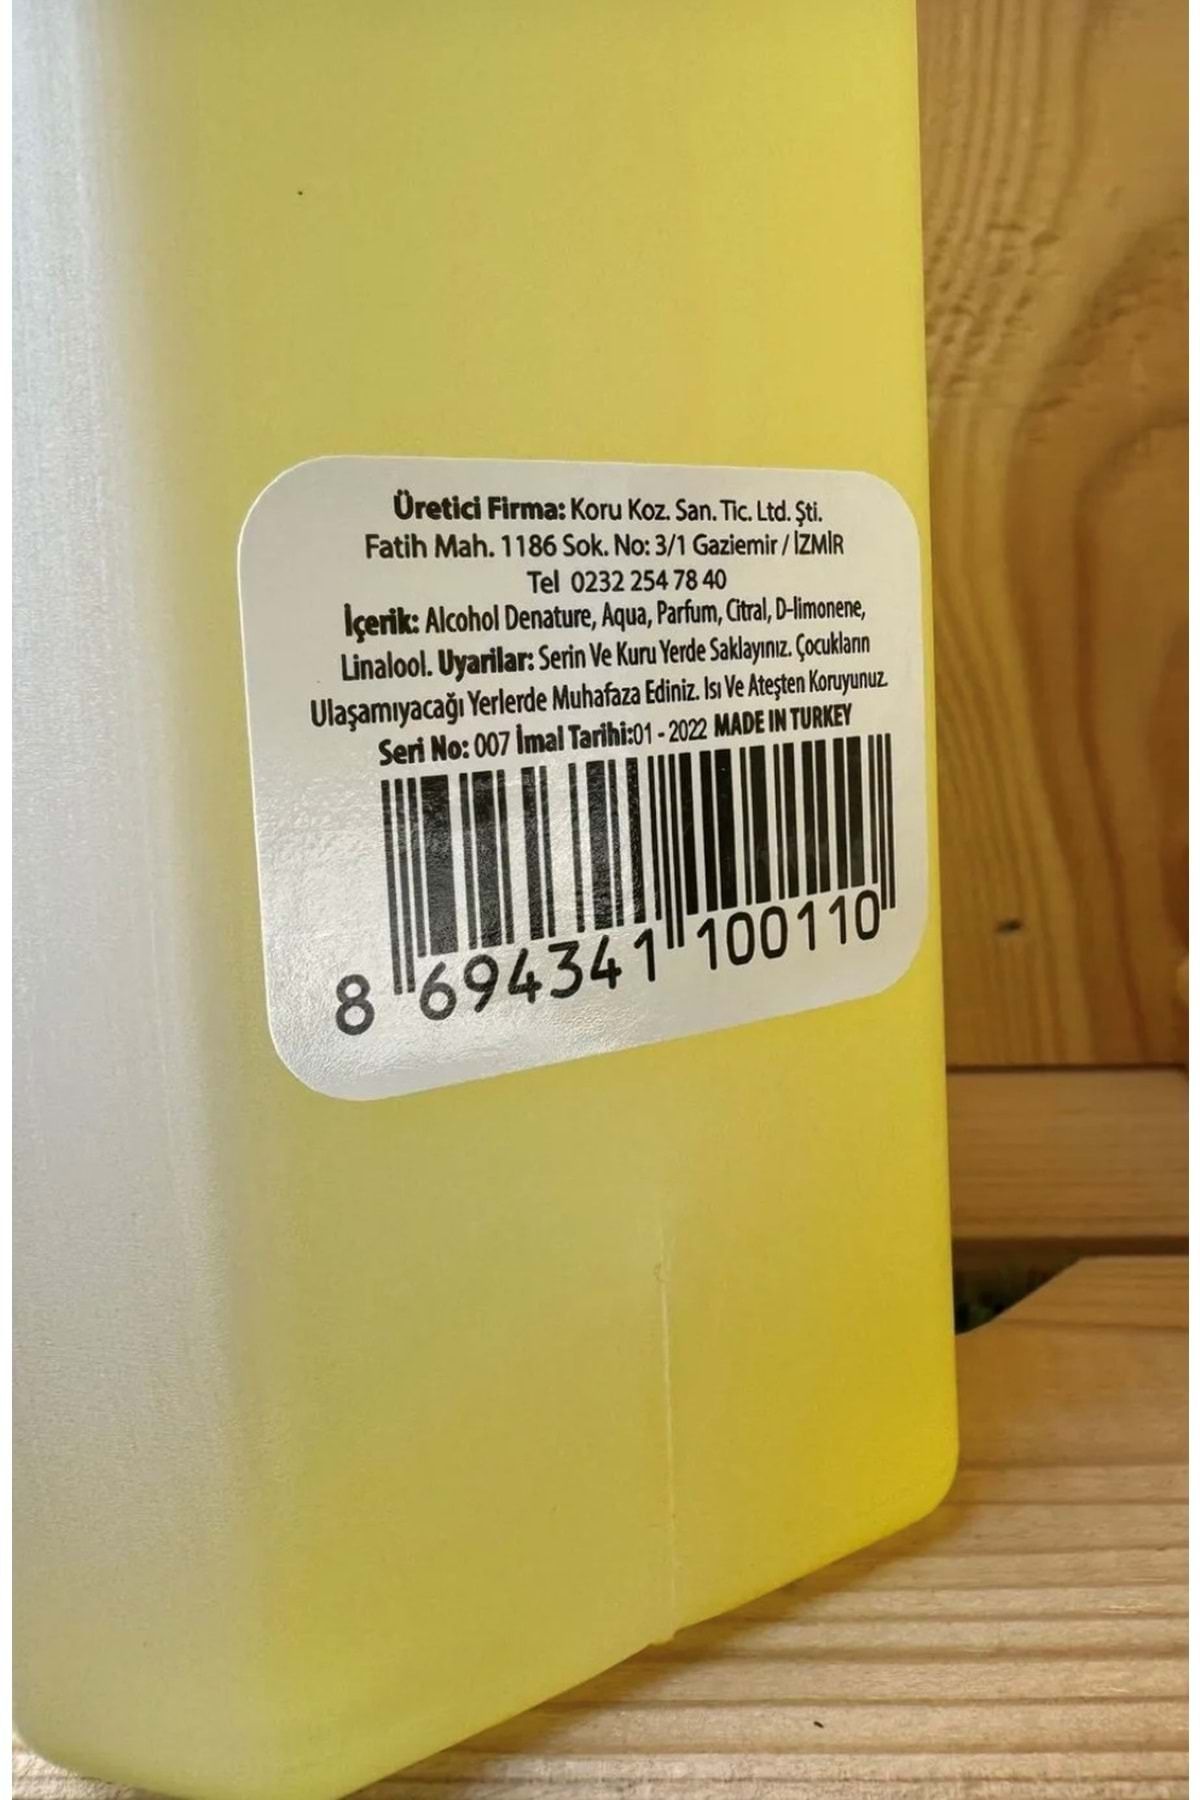 Üretici Firma: Koru Koz. San. Tic. Ltd. Şti.
Fatih Mah. 1186 Sok. No: 3/1 Gaziemir / İZMİR
Tel 0232 254 78 40
İçerik: Alcohol Denature, Aqua, Parfum, Citral, D-limonene,
Linalool. Uyarilar: Serin Ve Kuru Yerde Saklayınız. Çocukların
Ulaşamıyacağı Yerlerde Muhafaza Ediniz. Isı Ve Ateşten Koruyunuz.
Seri No: 007 İmal Tarihi:01 - 2022 MADE IN TURKEY
8 694341 100110